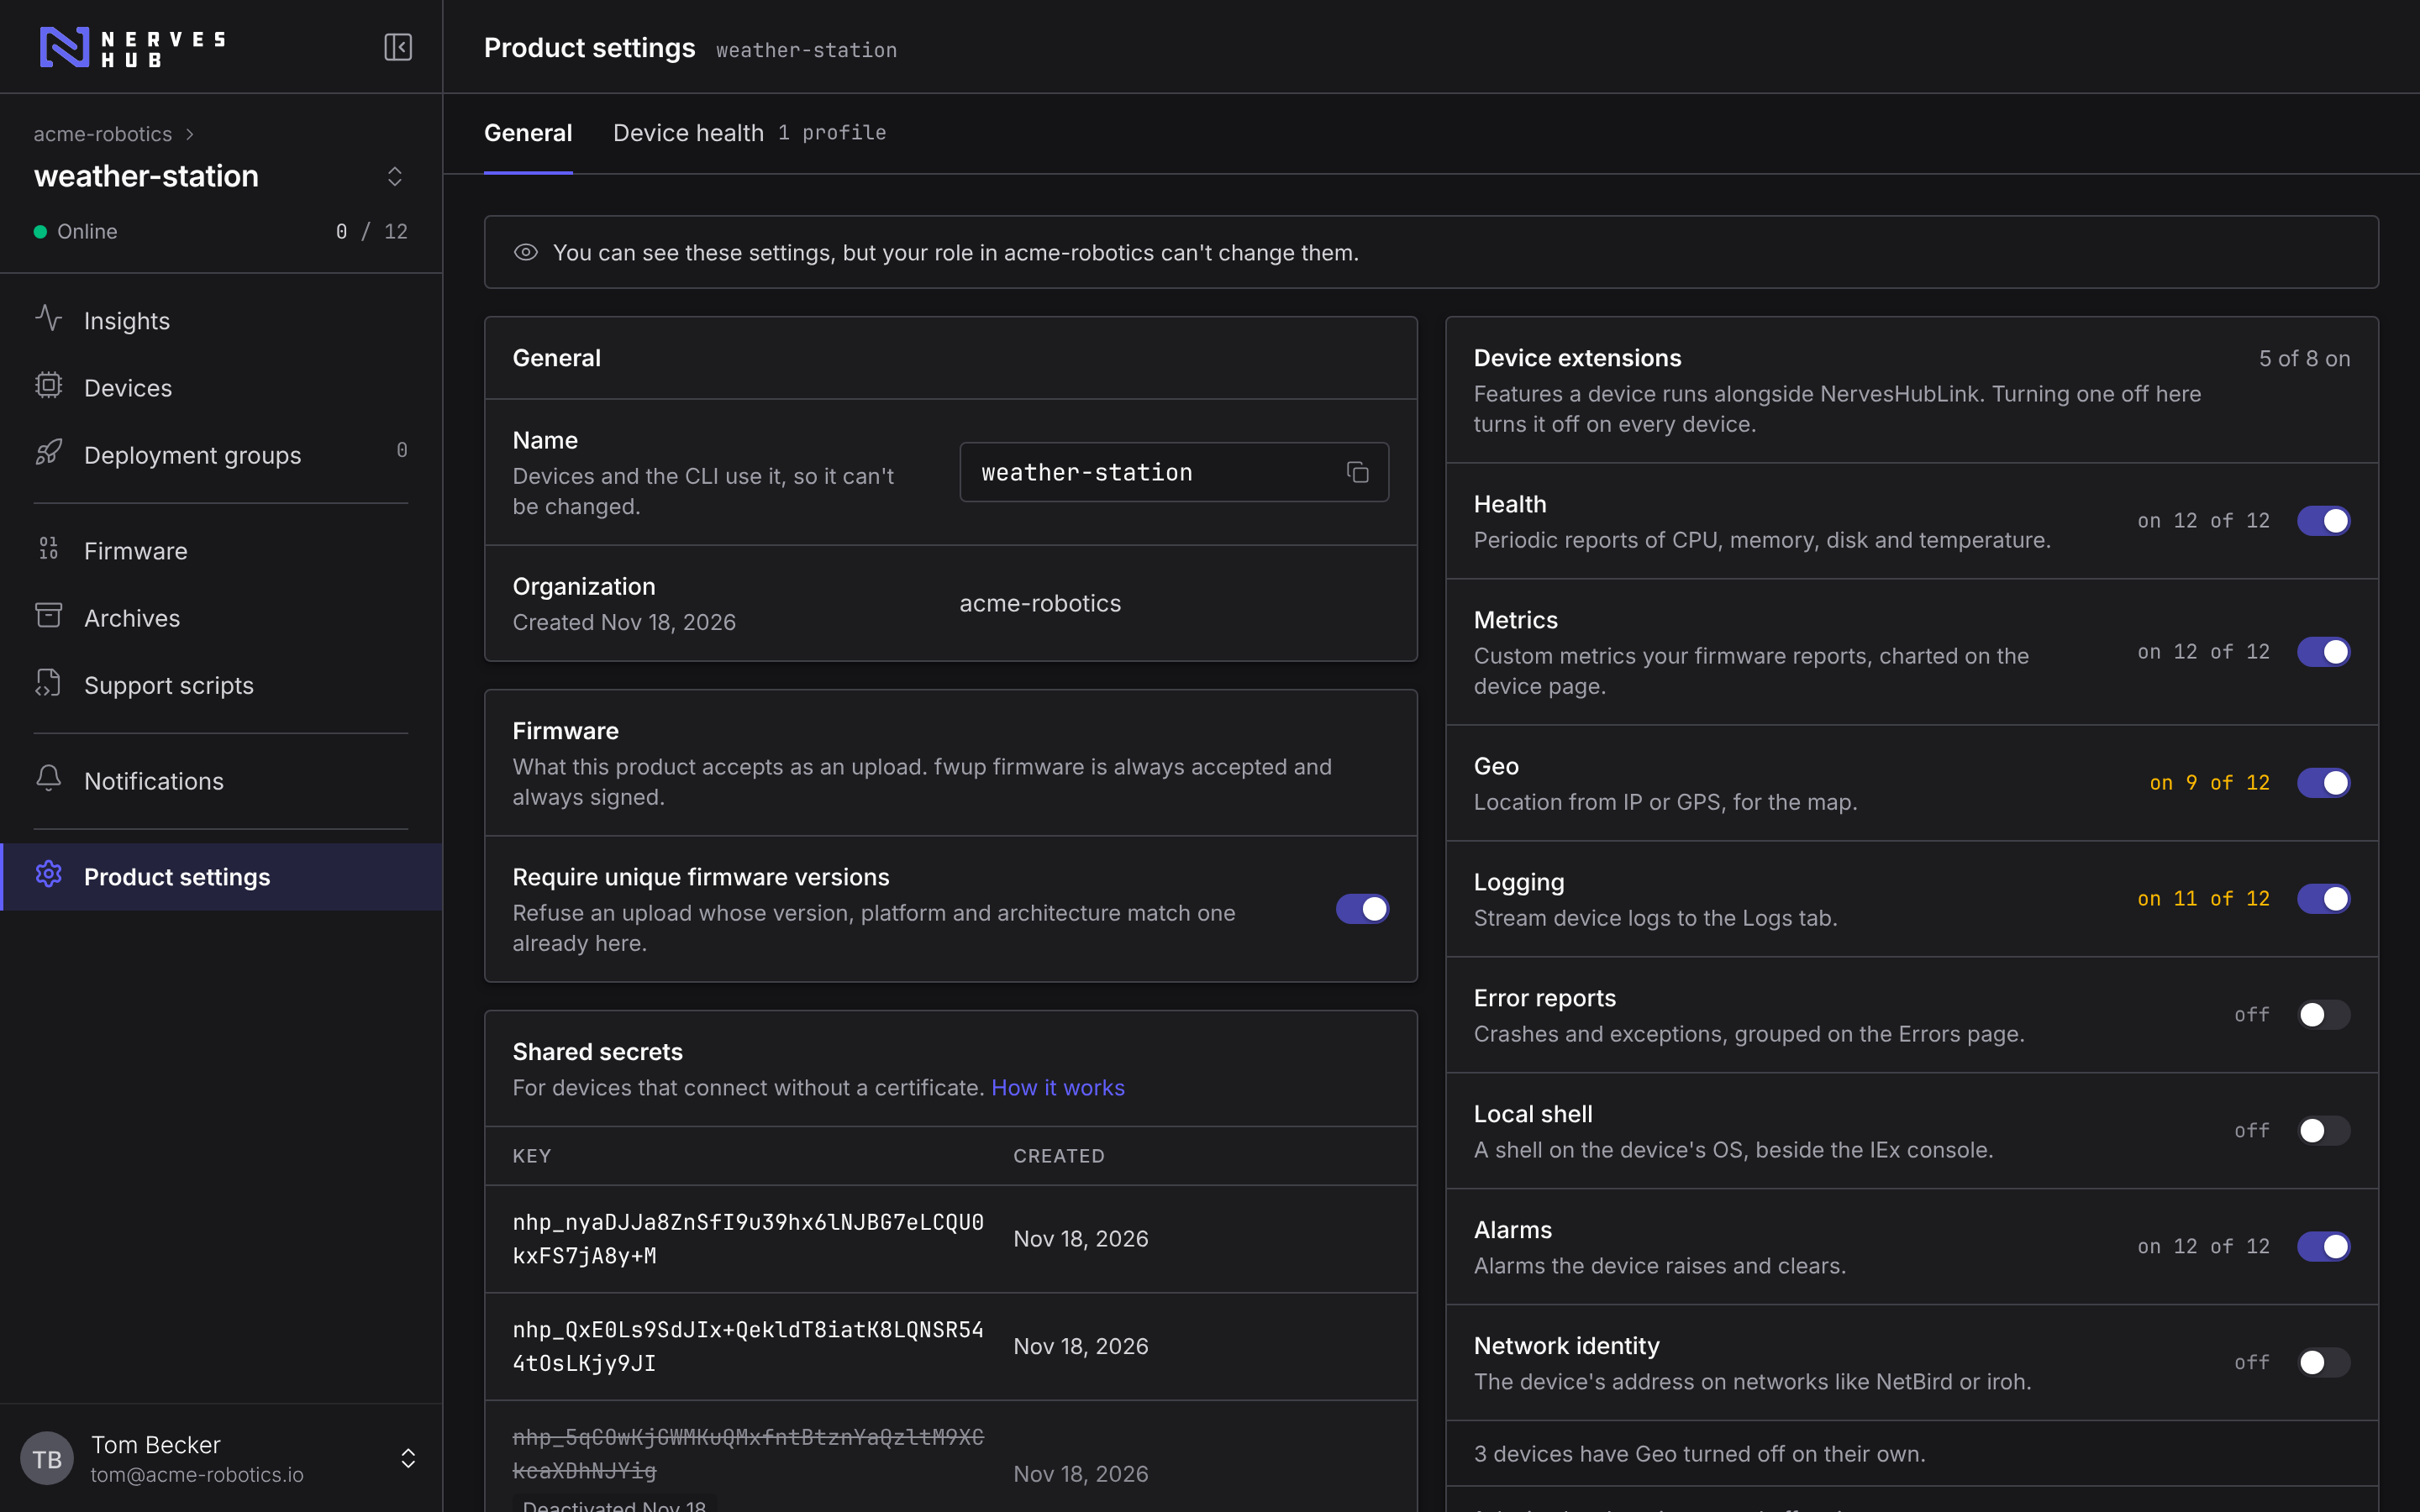 NERVES
HUB
acme-robotics
weather-station
Online
0 / 12
Insights
Devices
Deployment groups
0
Firmware
Archives
Support scripts
Notifications
Product settings
Tom Becker
TB
tom@acme-robotics.io
Product settings weather-station
General
Device health 1 profile
You can see these settings, but your role in acme-robotics can't change them.
General
Name
Devices and the CLI use it, so it can't
be changed.
weather-station
Organization
Created Nov 18, 2026
acme-robotics
Firmware
What this product accepts as an upload. fwup firmware is always accepted and
always signed.
Require unique firmware versions
Refuse an upload whose version, platform and architecture match one
already here.
Shared secrets
For devices that connect without a certificate. How it works
KEY
CREATED
nhp_nyaDJJa8ZnSfI9u39hx6lNJBG7eLCQU0
kxFS7jA8y+M
Nov 18, 2026
nhp_QxE0Ls9SdJIx+QekldT8iatK8LQNSR54
4tOsLKjy9JI
Nov 18, 2026
Nov 18, 2026
Deactivated Nov 18
Device extensions
5 of 8 on
Features a device runs alongside NervesHubLink. Turning one off here
turns it off on every device.
Health
Periodic reports of CPU, memory, disk and temperature.
on 12 of 12
Metrics
Custom metrics your firmware reports, charted on the
device page.
on 12 of 12
Geo
Location from IP or GPS, for the map.
on 9 of 12
Logging
Stream device logs to the Logs tab.
on 11 of 12
Error reports
Crashes and exceptions, grouped on the Errors page.
off
Local shell
A shell on the device's OS, beside the IEx console.
off
Alarms
Alarms the device raises and clears.
on 12 of 12
Network identity
The device's address on networks like NetBird or iroh.
off
3 devices have Geo turned off on their own.